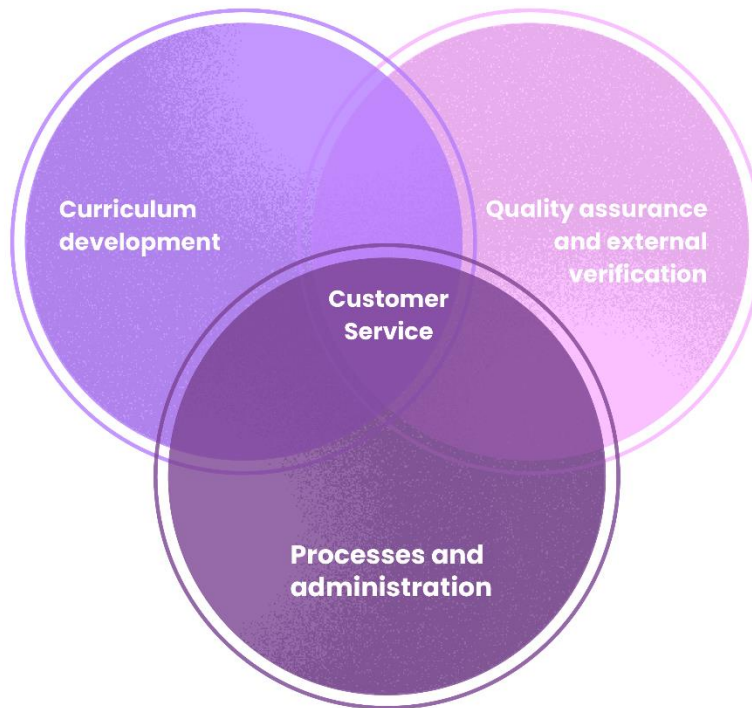 Curriculum
development
Quality assurance
and external
verification
Customer
Service
Processes and
administration